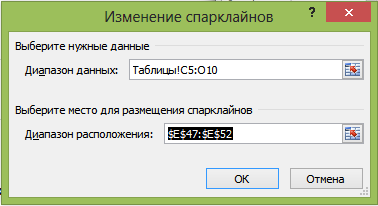 Изменение спарклайнов
Выберите нужные данные
Диапазон данных: Таблицы!C5:O10
Выберите место для размещения спарклайнов
Диапазон расположения: $E$47:$E$52
ОК Отмена